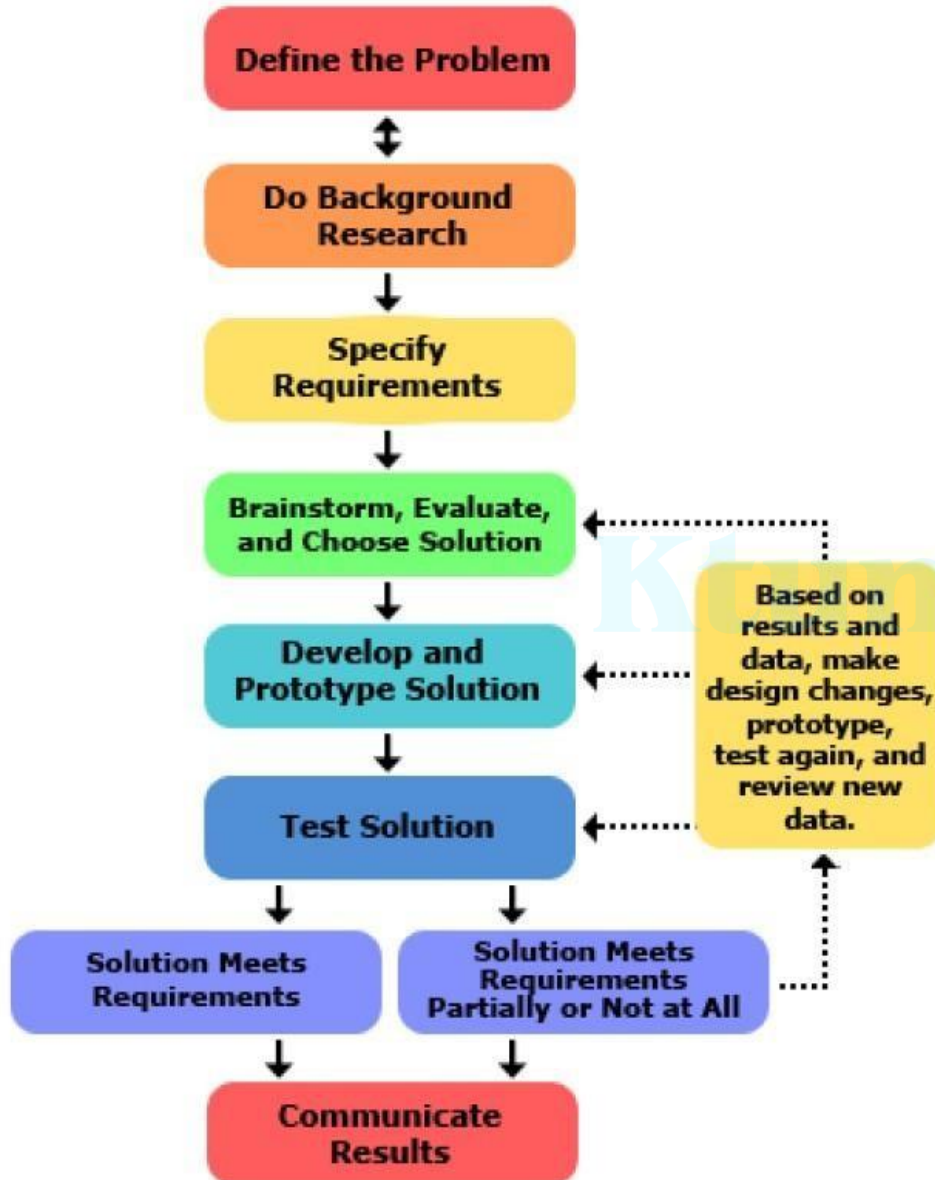 Define the Problem
Do Background
Research
Specify
Requirements
Brainstorm, Evaluate,
and Choose Solution
Develop and
Prototype Solution
Test Solution
Based on
results and
data, make
design changes,
prototype,
test again, and
review new
data.
Solution Meets
Requirements
Solution Meets
Requirements
Partially or Not at All
Communicate
Results